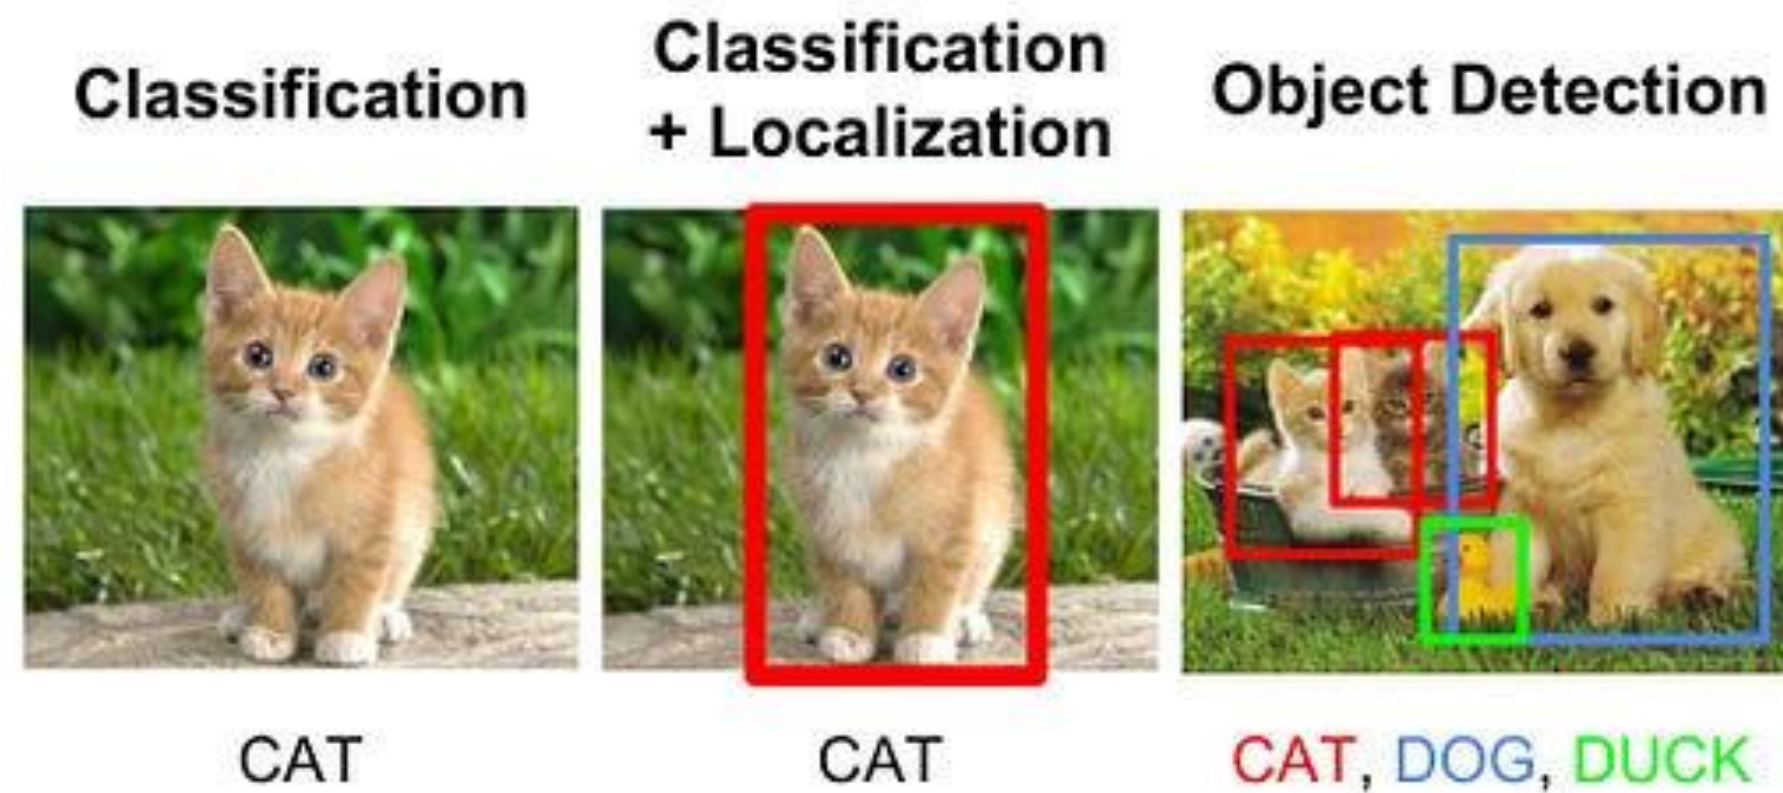 Classification
Classification
+ Localization
Object Detection
CAT
CAT
CAT, DOG, DUCK